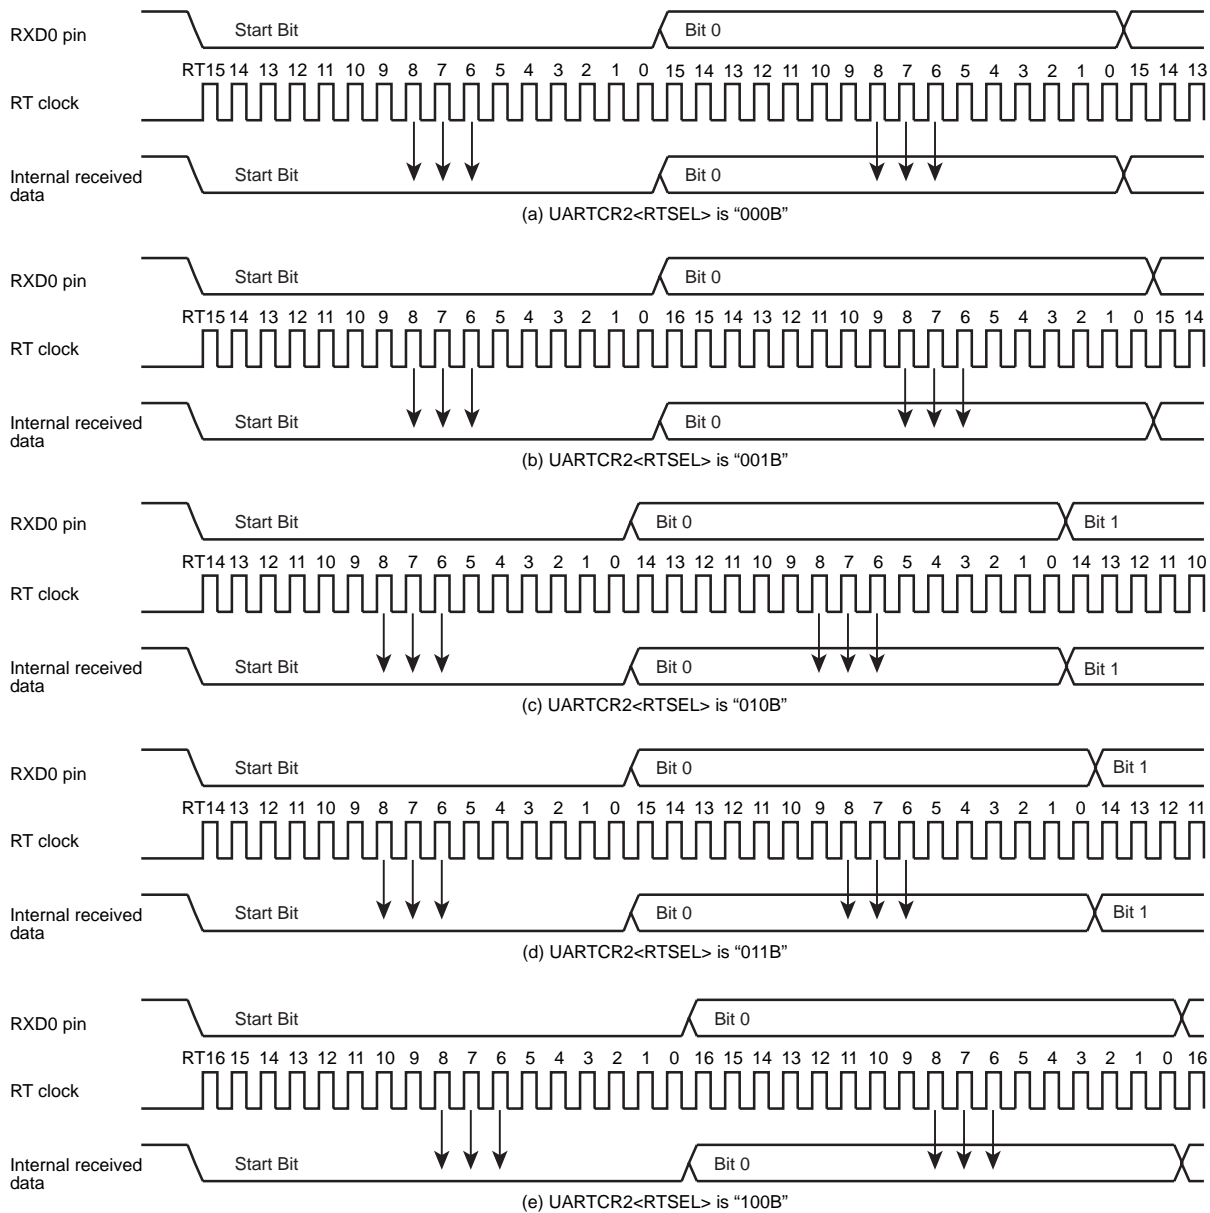 RXD0 pin Start Bit Bit 0
RT15 14 13 12 11 10 9 8 7 6 5 4 3 2 1 0 15 14 13 12 11 10 9 8 7 6 5 4 3 2 1 0 15 14 13
RT clock
Internal received data Start Bit Bit 0
(a) UARTCR2<RTSEL> is “000B”
RXD0 pin Start Bit Bit 0
RT15 14 13 12 11 10 9 8 7 6 5 4 3 2 1 0 16 15 14 13 12 11 10 9 8 7 6 5 4 3 2 1 0 15 14
RT clock
Internal received data Start Bit Bit 0
(b) UARTCR2<RTSEL> is “001B”
RXD0 pin Start Bit Bit 0 Bit 1
RT14 13 12 11 10 9 8 7 6 5 4 3 2 1 0 14 13 12 11 10 9 8 7 6 5 4 3 2 1 0 14 13 12 11 10
RT clock
Internal received data Start Bit Bit 0 Bit 1
(c) UARTCR2<RTSEL> is “010B”
RXD0 pin Start Bit Bit 0 Bit 1
RT14 13 12 11 10 9 8 7 6 5 4 3 2 1 0 15 14 13 12 11 10 9 8 7 6 5 4 3 2 1 0 14 13 12 11
RT clock
Internal received data Start Bit Bit 0 Bit 1
(d) UARTCR2<RTSEL> is “011B”
RXD0 pin Start Bit Bit 0
RT16 15 14 13 12 11 10 9 8 7 6 5 4 3 2 1 0 16 15 14 13 12 11 10 9 8 7 6 5 4 3 2 1 0 16
RT clock
Internal received data Start Bit Bit 0
(e) UARTCR2<RTSEL> is “100B”